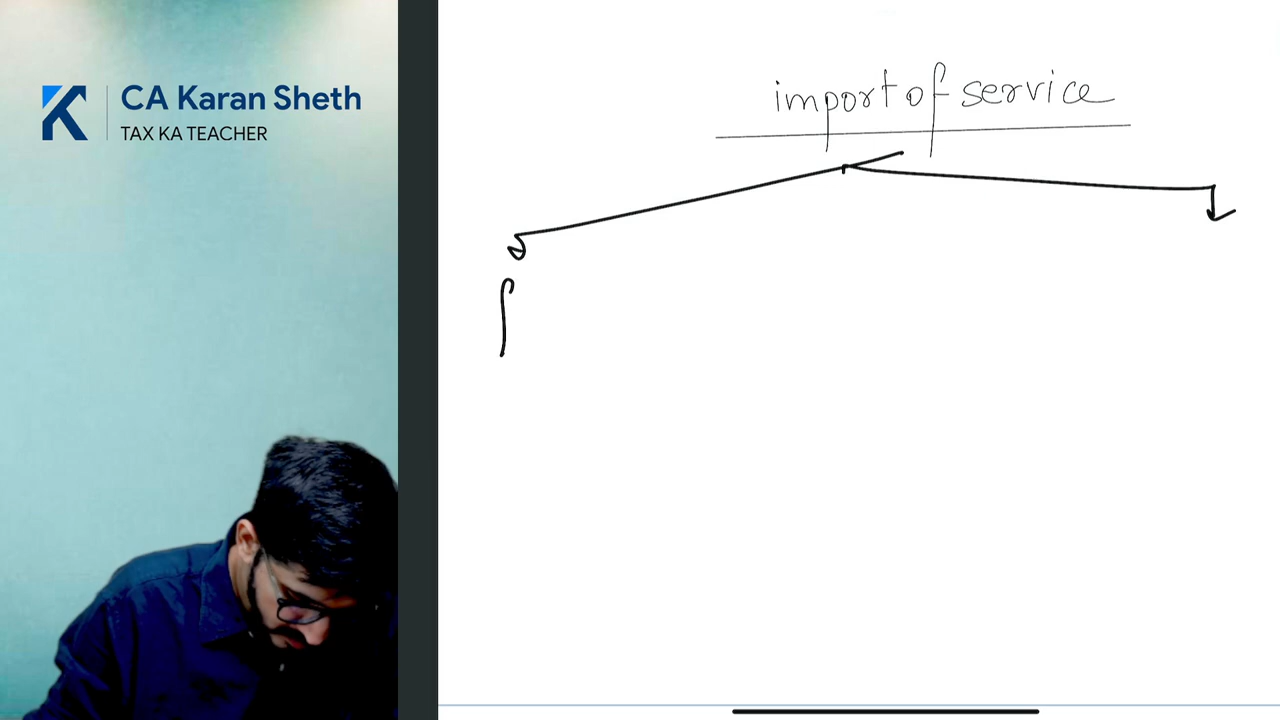 CA Karan Sheth
TAX KA TEACHER
import of service